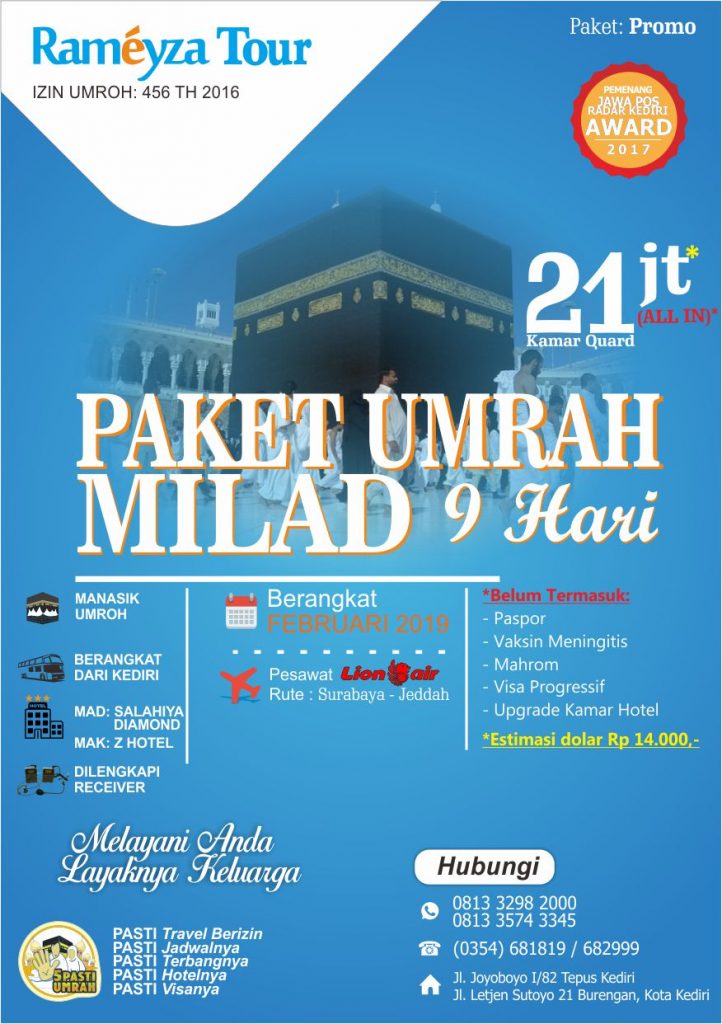 Raméyza Tour
IZIN UMROH: 456 TH 2016
Paket: Promo
PEMENANG
JAWA POS
RADAR KEDIRI
AWARD
2017
21 jt*
(ALL IN)*
Kamar Quard
PAKET UMRAH
MILAD 9 Hari
MANASIK
UMROH
BERANGKAT
DARI KEDIRI
HOTEL
MAD: SALAHIYA
DIAMOND
MAK: Z HOTEL
DILENGKAPI
RECEIVER
Berangkat
FEBRUARI 2019
Pesawat Lion air
Rute : Surabaya - Jeddah
*Belum Termasuk:
- Paspor
- Vaksin Meningitis
- Mahrom
- Visa Progressif
- Upgrade Kamar Hotel
*Estimasi dolar Rp 14.000,-
Melayani Anda
Layaknya Keluarga
5 PASTI
UMRAH
PASTI Travel Berizin
PASTI Jadwalnya
PASTI Terbangnya
PASTI Hotelnya
PASTI Visanya
Hubungi
0813 3298 2000
0813 3574 3345
(0354) 681819 / 682999
Jl. Joyoboyo I/82 Tepus Kediri
Jl. Letjen Sutoyo 21 Burengan, Kota Kediri